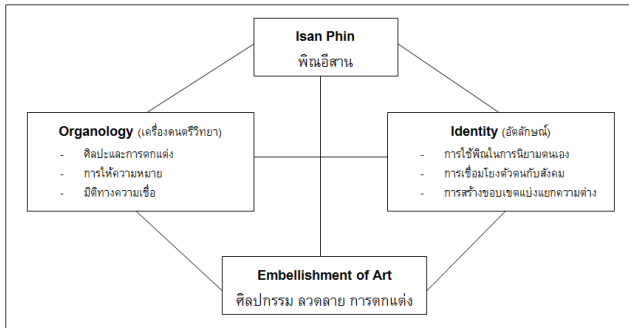 Isan Phin
พิณอีสาน
Organology (เครื่องดนตรีวิทยา)
- ศิลปะและการตกแต่ง
- การให้ความหมาย
- มิติทางความเชื่อ
Identity (อัตลักษณ์)
- การใช้พิณในการนิยามตนเอง
- การเชื่อมโยงตัวตนกับสังคม
- การสร้างขอบเขตแบ่งแยกความต่าง
Embellishment of Art
ศิลปกรรม ลวดลาย การตกแต่ง